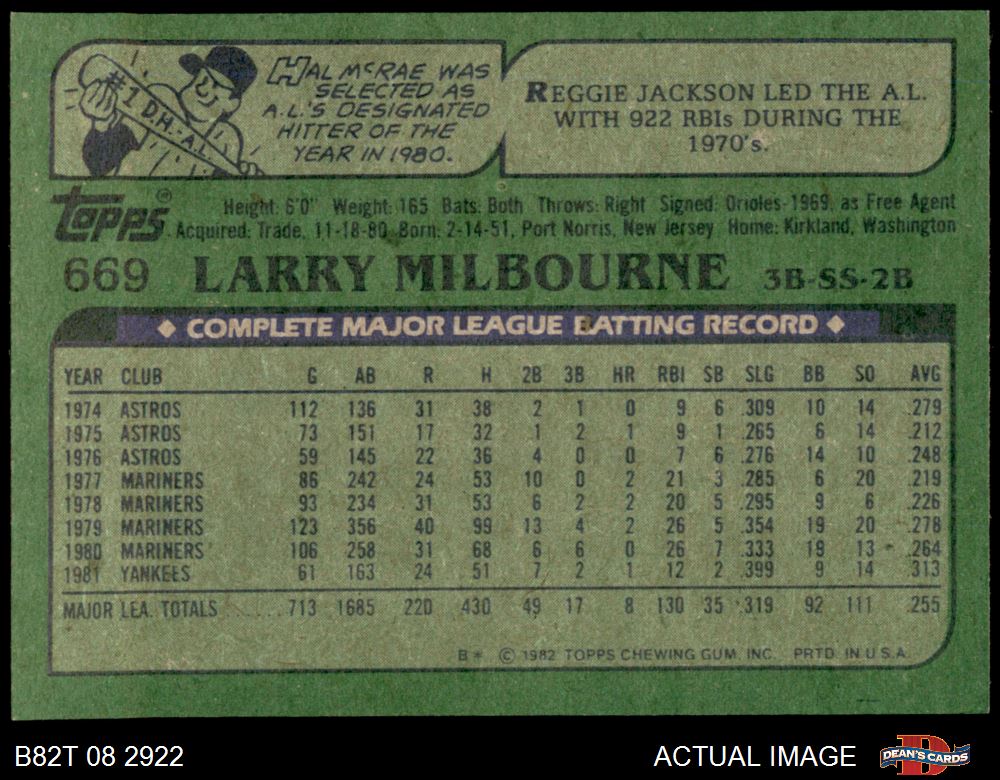 #1 D.H.-A.L.
HAL McRAE WAS
SELECTED AS
A.L.'S DESIGNATED
HITTER OF THE
YEAR IN 1980.
REGGIE JACKSON LED THE A.L.
WITH 922 RBIs DURING THE
1970's.
Topps®
Height: 6'0" Weight: 165 Bats: Both Throws: Right Signed: Orioles-1969, as Free Agent
Acquired: Trade, 11-18-80 Born: 2-14-51, Port Norris, New Jersey Home: Kirkland, Washington
669 LARRY MILBOURNE 3B-SS-2B
◆ COMPLETE MAJOR LEAGUE BATTING RECORD ◆
YEAR CLUB G AB R H 2B 3B HR RBI SB SLG BB SO AVG
1974 ASTROS 112 136 31 38 2 1 0 9 6 .309 10 14 .279
1975 ASTROS 73 151 17 32 1 2 1 9 1 .265 6 14 .212
1976 ASTROS 59 145 22 36 4 0 0 7 6 .276 14 10 .248
1977 MARINERS 86 242 24 53 10 0 2 21 3 .285 6 20 .219
1978 MARINERS 93 234 31 53 6 2 2 20 5 .295 9 6 .226
1979 MARINERS 123 356 40 99 13 4 2 26 5 .354 19 20 .278
1980 MARINERS 106 258 31 68 6 6 0 26 7 .333 19 13 .264
1981 YANKEES 61 163 24 51 7 2 1 12 2 .399 9 14 .313
MAJOR LEA. TOTALS ..... 713 1685 220 430 49 17 8 130 35 .319 92 111 .255
B* © 1982 TOPPS CHEWING GUM, INC. PRTD. IN U.S.A.
B82T 08 2922
ACTUAL IMAGE
DEAN'S CARDS